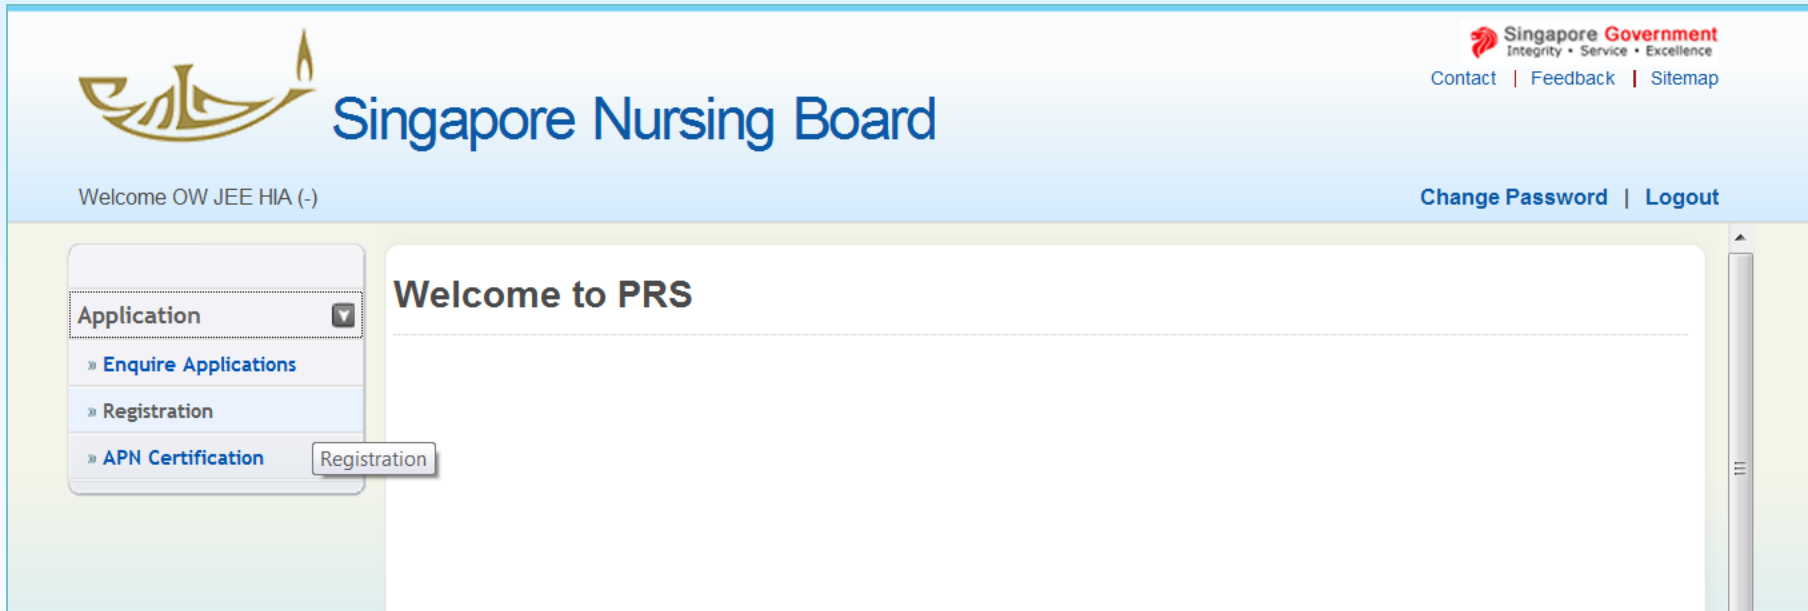 Singapore Government
Integrity • Service • Excellence
Contact | Feedback | Sitemap
Singapore Nursing Board
Welcome OW JEE HIA (-)
Change Password | Logout
Application
» Enquire Applications
» Registration
» APN Certification
Registration
Welcome to PRS